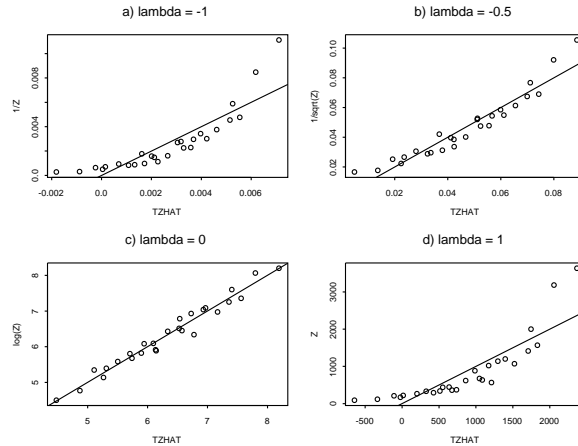 a) lambda = -1
b) lambda = -0.5
1/Z
0.0 0.004 0.008
-0.002 0.0 0.002 0.004 0.006
TZHAT
1/sqrt(Z)
0.02 0.04 0.06 0.08 0.10
0.02 0.04 0.06 0.08
TZHAT
c) lambda = 0
d) lambda = 1
log(Z)
5 6 7 8
5 6 7 8
TZHAT
Z
0 1000 2000 3000
-500 0 500 1000 1500 2000
TZHAT